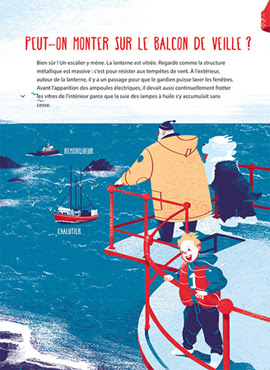 PEUT-ON MONTER SUR LE BALCON DE VEILLE ?
Bien sûr ! Un escalier y mène. La lanterne est vitrée. Regarde comme la structure
métallique est massive : c'est pour résister aux tempêtes de vent. À l'extérieur,
autour de la lanterne, il y a un passage pour que le gardien puisse laver les fenêtres.
Avant l'apparition des ampoules électriques, il devait aussi continuellement frotter
les vitres de l'intérieur parce que la suie des lampes à huile s'y accumulait sans
cesse.
REMORQUEUR
CHALUTIER
1